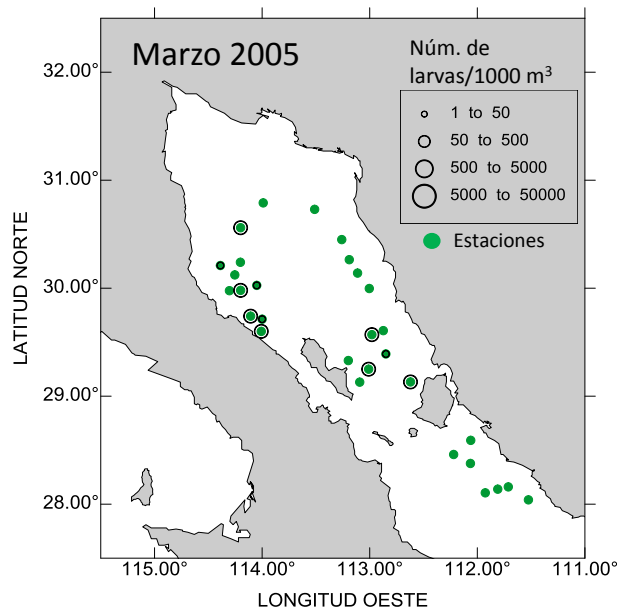 Marzo 2005
Núm. de
larvas/1000 m³
1 to 50
50 to 500
500 to 5000
5000 to 50000
Estaciones
LATITUD NORTE
32.00°
31.00°
30.00°
29.00°
28.00°
115.00° 114.00° 113.00° 112.00° 111.00°
LONGITUD OESTE